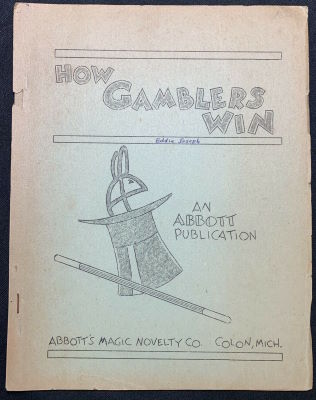 HOW
GAMBLERS
WIN
Eddie Joseph
AN
ABBOTT
PUBLICATION
ABBOTT'S MAGIC NOVELTY CO. COLON, MICH.